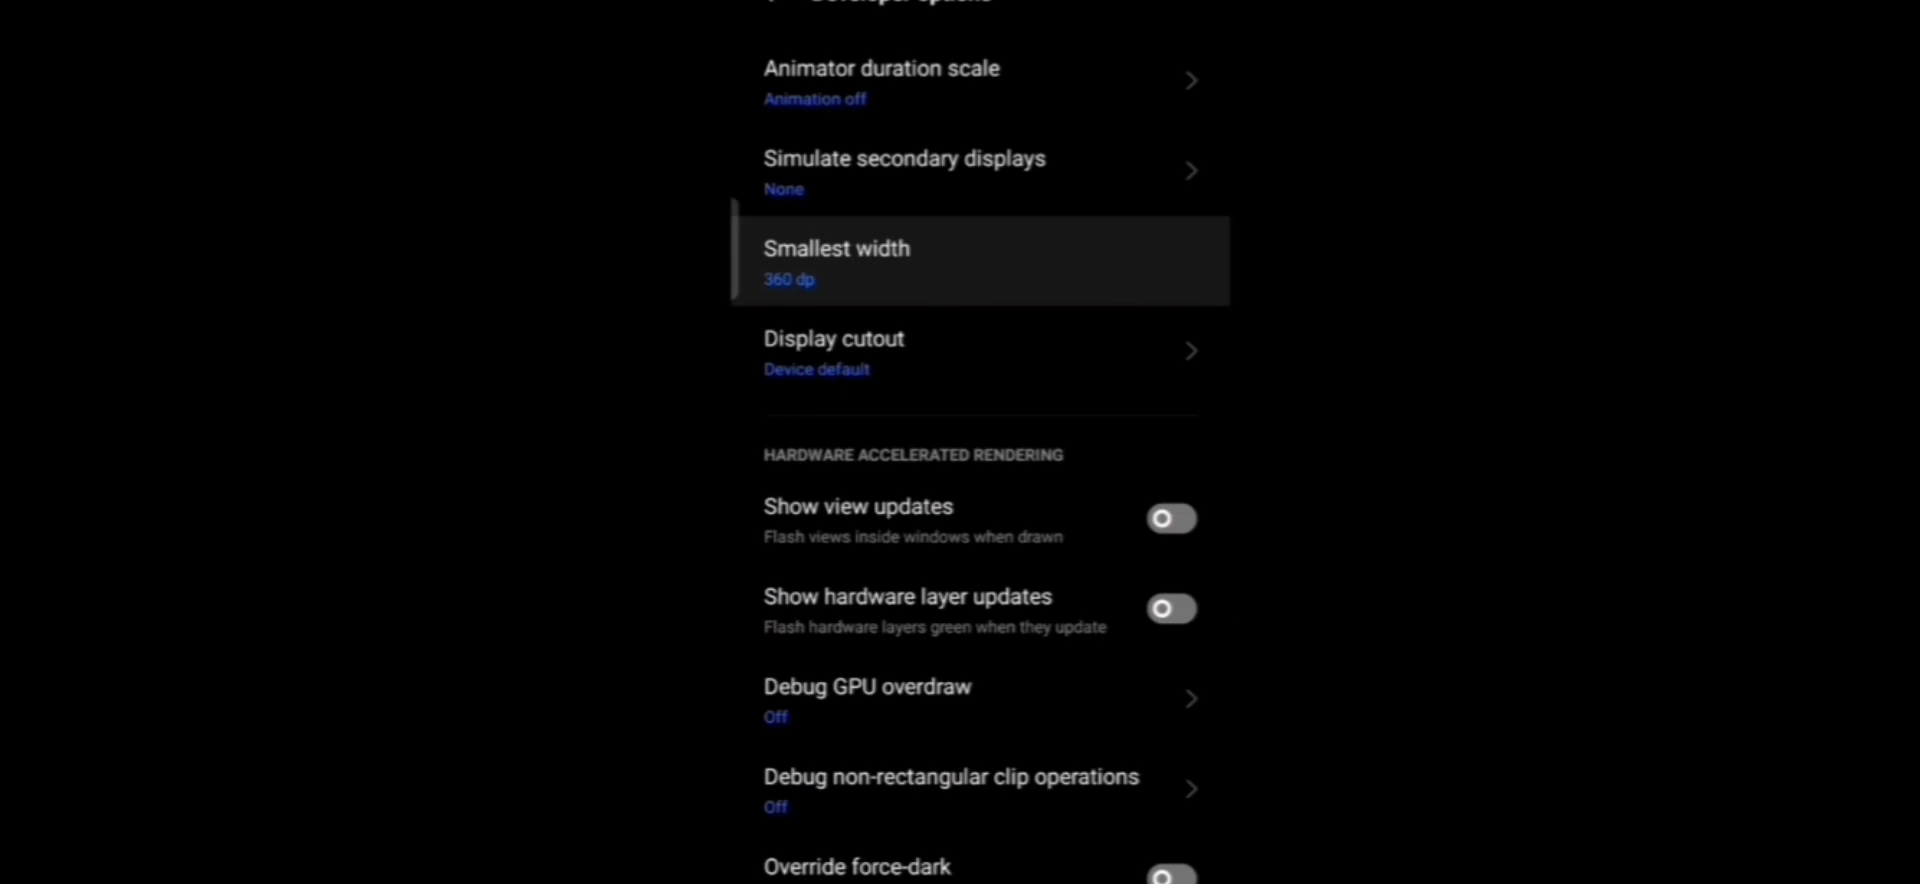 Developer options
Animator duration scale
Animation off
Simulate secondary displays
None
Smallest width
360 dp
Display cutout
Device default
HARDWARE ACCELERATED RENDERING
Show view updates
Flash views inside windows when drawn
Show hardware layer updates
Flash hardware layers green when they update
Debug GPU overdraw
Off
Debug non-rectangular clip operations
Off
Override force-dark